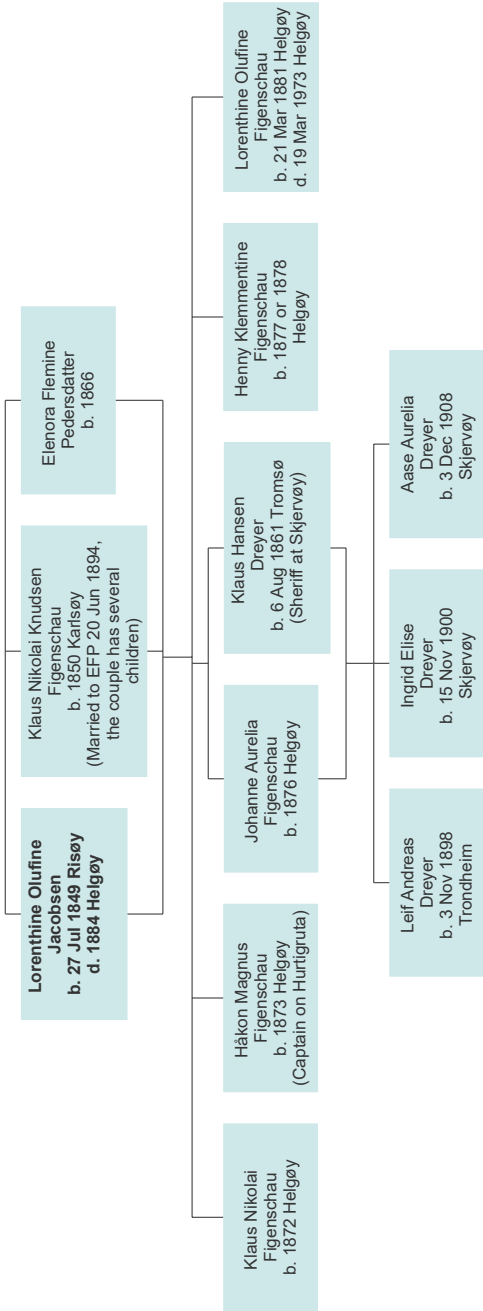 Lorenthine Olufine
Jacobsen
b. 27 Jul 1849 Risøy
d. 1884 Helgøy
Klaus Nikolai Knudsen
Figenschau
b. 1850 Karlsøy
(Married to EFP 20 Jun 1894,
the couple has several
children)
Elenora Flemine
Pedersdatter
b. 1866
Klaus Nikolai
Figenschau
b. 1872 Helgøy
Håkon Magnus
Figenschau
b. 1873 Helgøy
(Captain on Hurtigruta)
Johanne Aurelia
Figenschau
b. 1876 Helgøy
Klaus Hansen
Dreyer
b. 6 Aug 1861 Tromsø
(Sheriff at Skjervøy)
Henny Klemmentine
Figenschau
b. 1877 or 1878
Helgøy
Lorenthine Olufine
Figenschau
b. 21 Mar 1881 Helgøy
d. 19 Mar 1973 Helgøy
Leif Andreas
Dreyer
b. 3 Nov 1898
Trondheim
Ingrid Elise
Dreyer
b. 15 Nov 1900
Skjervøy
Aase Aurelia
Dreyer
b. 3 Dec 1908
Skjervøy